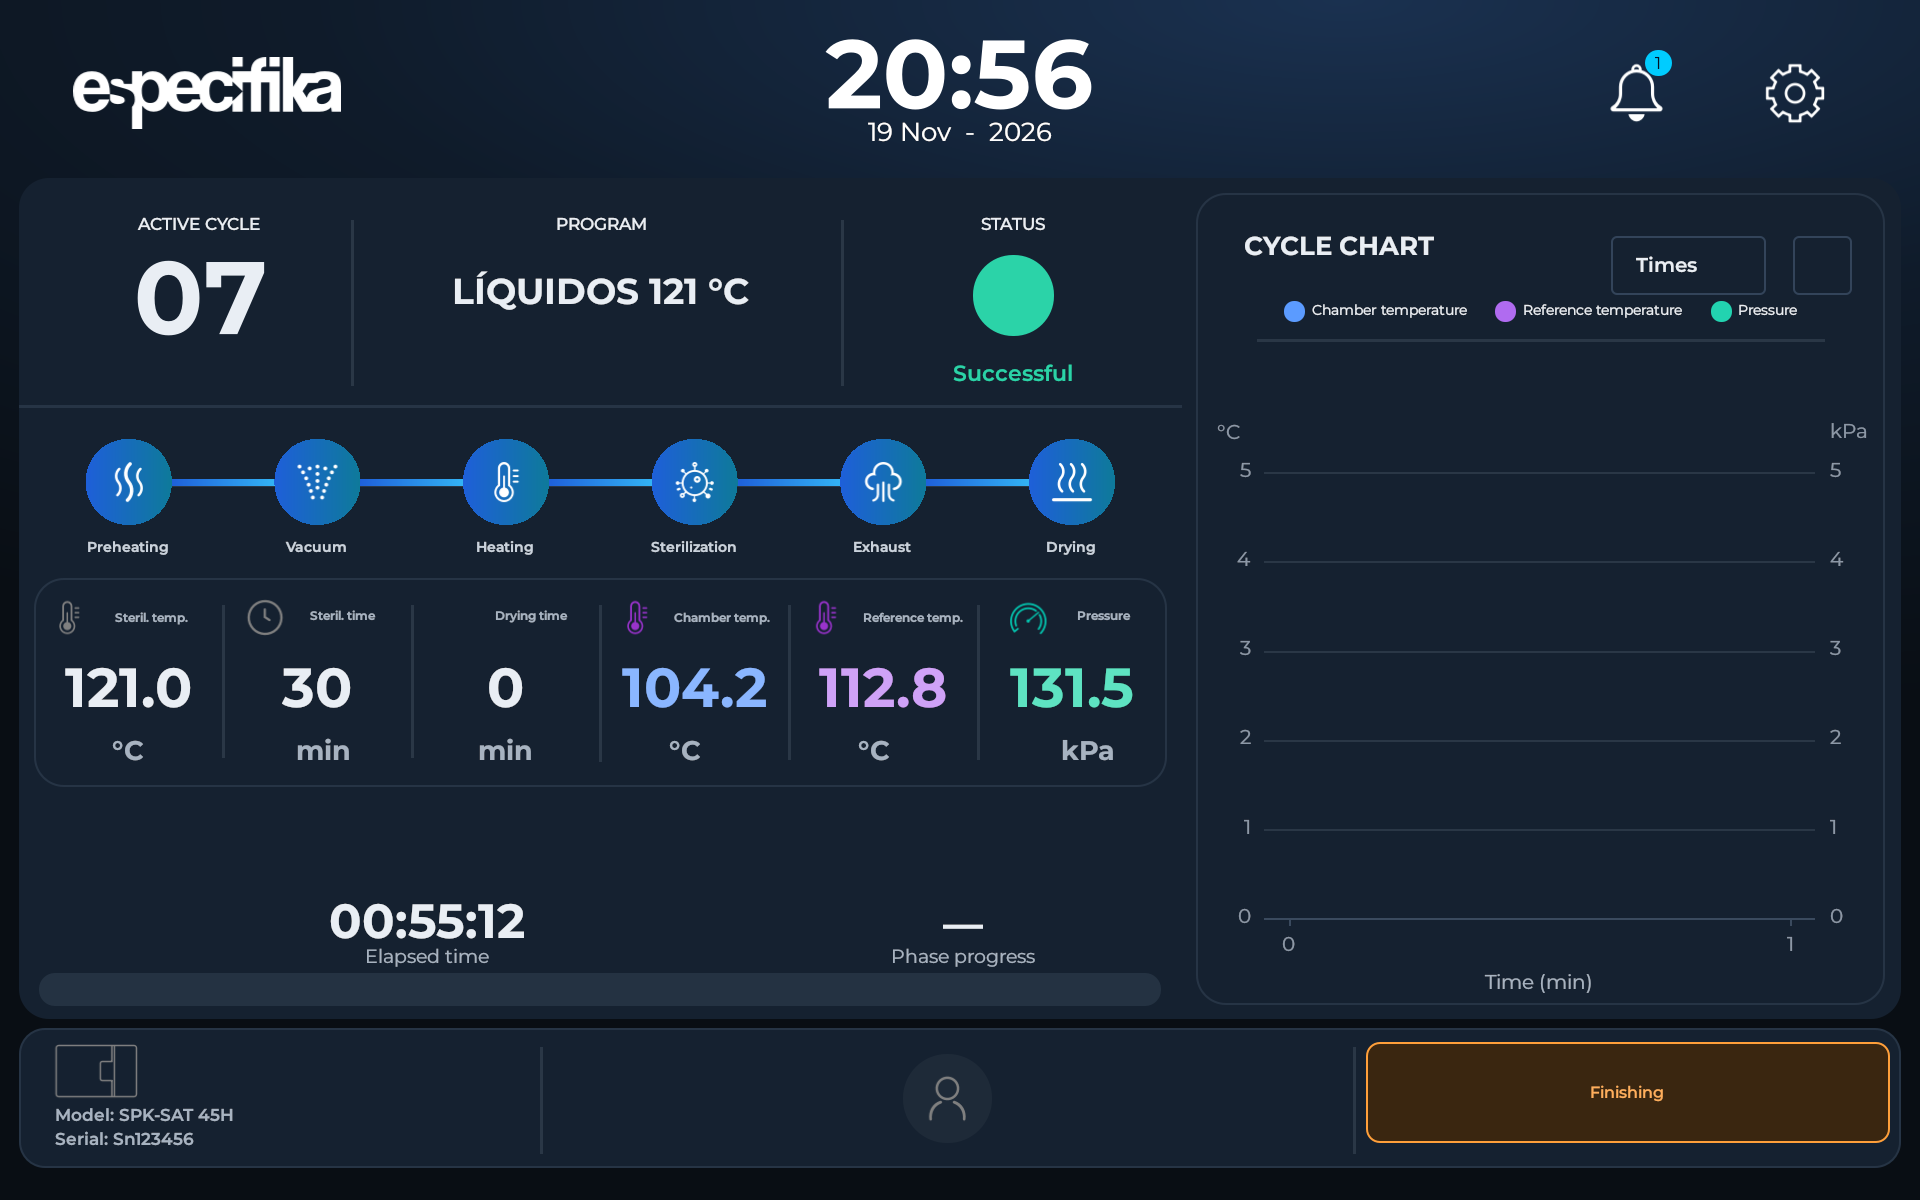 especifika
20:56
19 Nov - 2026
1
ACTIVE CYCLE
07
PROGRAM
LÍQUIDOS 121 °C
STATUS
Successful
Preheating
Vacuum
Heating
Sterilization
Exhaust
Drying
Steril. temp.
121.0
°C
Steril. time
30
min
Drying time
0
min
Chamber temp.
104.2
°C
Reference temp.
112.8
°C
Pressure
131.5
kPa
00:55:12
Elapsed time
—
Phase progress
CYCLE CHART
Times
Chamber temperature
Reference temperature
Pressure
°C
kPa
5
5
4
4
3
3
2
2
1
1
0
0
0
1
Time (min)
Model: SPK-SAT 45H
Serial: Sn123456
Finishing